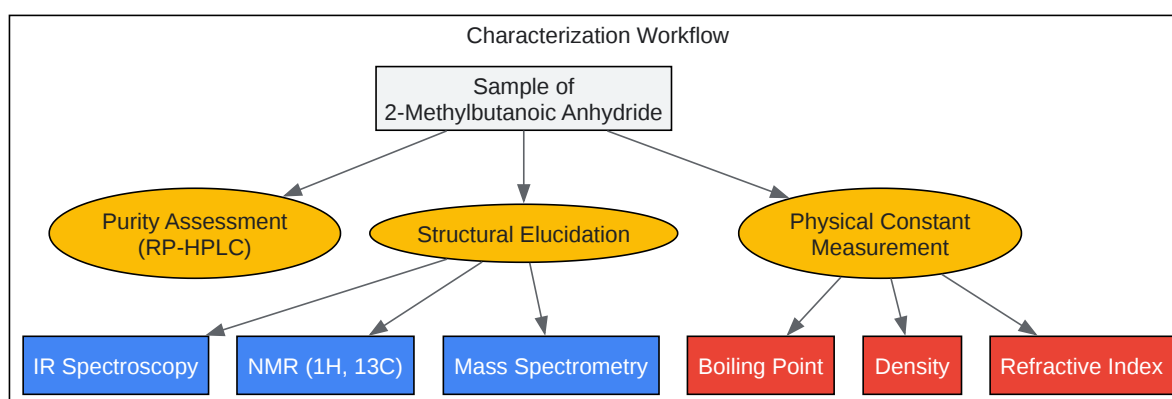 Characterization Workflow
Sample of
2-Methylbutanoic Anhydride
Purity Assessment
(RP-HPLC)
Structural Elucidation
Physical Constant
Measurement
IR Spectroscopy
NMR (1H, 13C)
Mass Spectrometry
Boiling Point
Density
Refractive Index